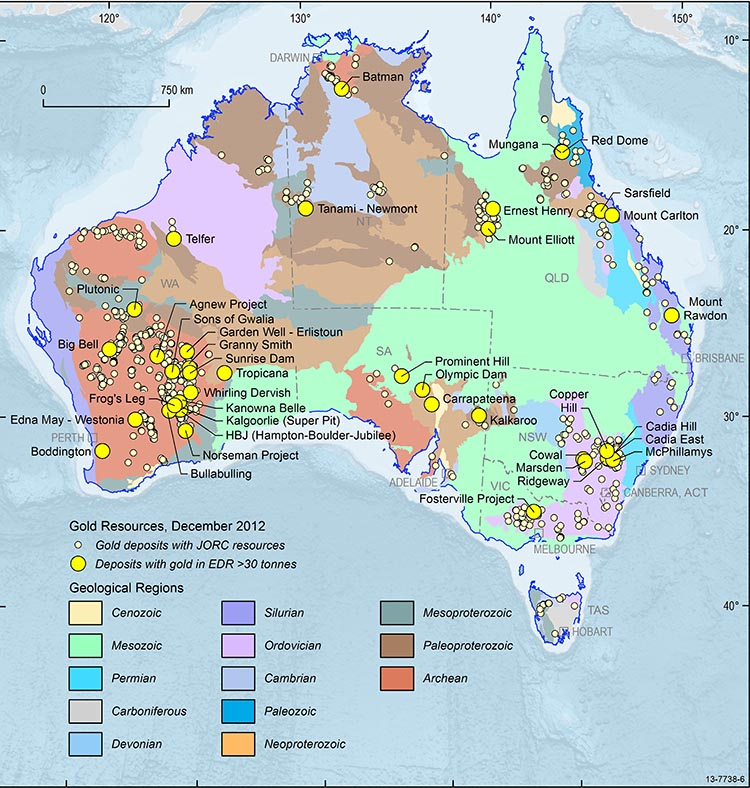 120°
130°
140°
150°
10°
20°
30°
40°
0
750 km
DARWIN
Batman
Mungana
Red Dome
Sarsfield
Mount Carlton
Ernest Henry
Mount Elliott
Tanami - Newmont
NT
Telfer
WA
QLD
Plutonic
Agnew Project
Sons of Gwalia
Garden Well - Erlistoun
Granny Smith
Sunrise Dam
Big Bell
Tropicana
Mount
Rawdon
BRISBANE
SA
Prominent Hill
Olympic Dam
Carrapateena
Kalkaroo
Whirling Dervish
Frog's Leg
Kanowna Belle
Kalgoorlie (Super Pit)
HBJ (Hampton-Boulder-Jubilee)
Edna May - Westonia
PERTH
Boddington
Norseman Project
Bullabulling
Copper
Hill
Cadia Hill
Cadia East
McPhillamys
NSW
Cowal
Marsden
Ridgeway
SYDNEY
CANBERRA, ACT
ADELAIDE
VIC
Fosterville Project
MELBOURNE
TAS
HOBART
Gold Resources, December 2012
Gold deposits with JORC resources
Deposits with gold in EDR >30 tonnes
Geological Regions
Cenozoic
Silurian
Mesoproterozoic
Mesozoic
Ordovician
Paleoproterozoic
Permian
Cambrian
Archean
Carboniferous
Paleozoic
Devonian
Neoproterozoic
13-7738-6